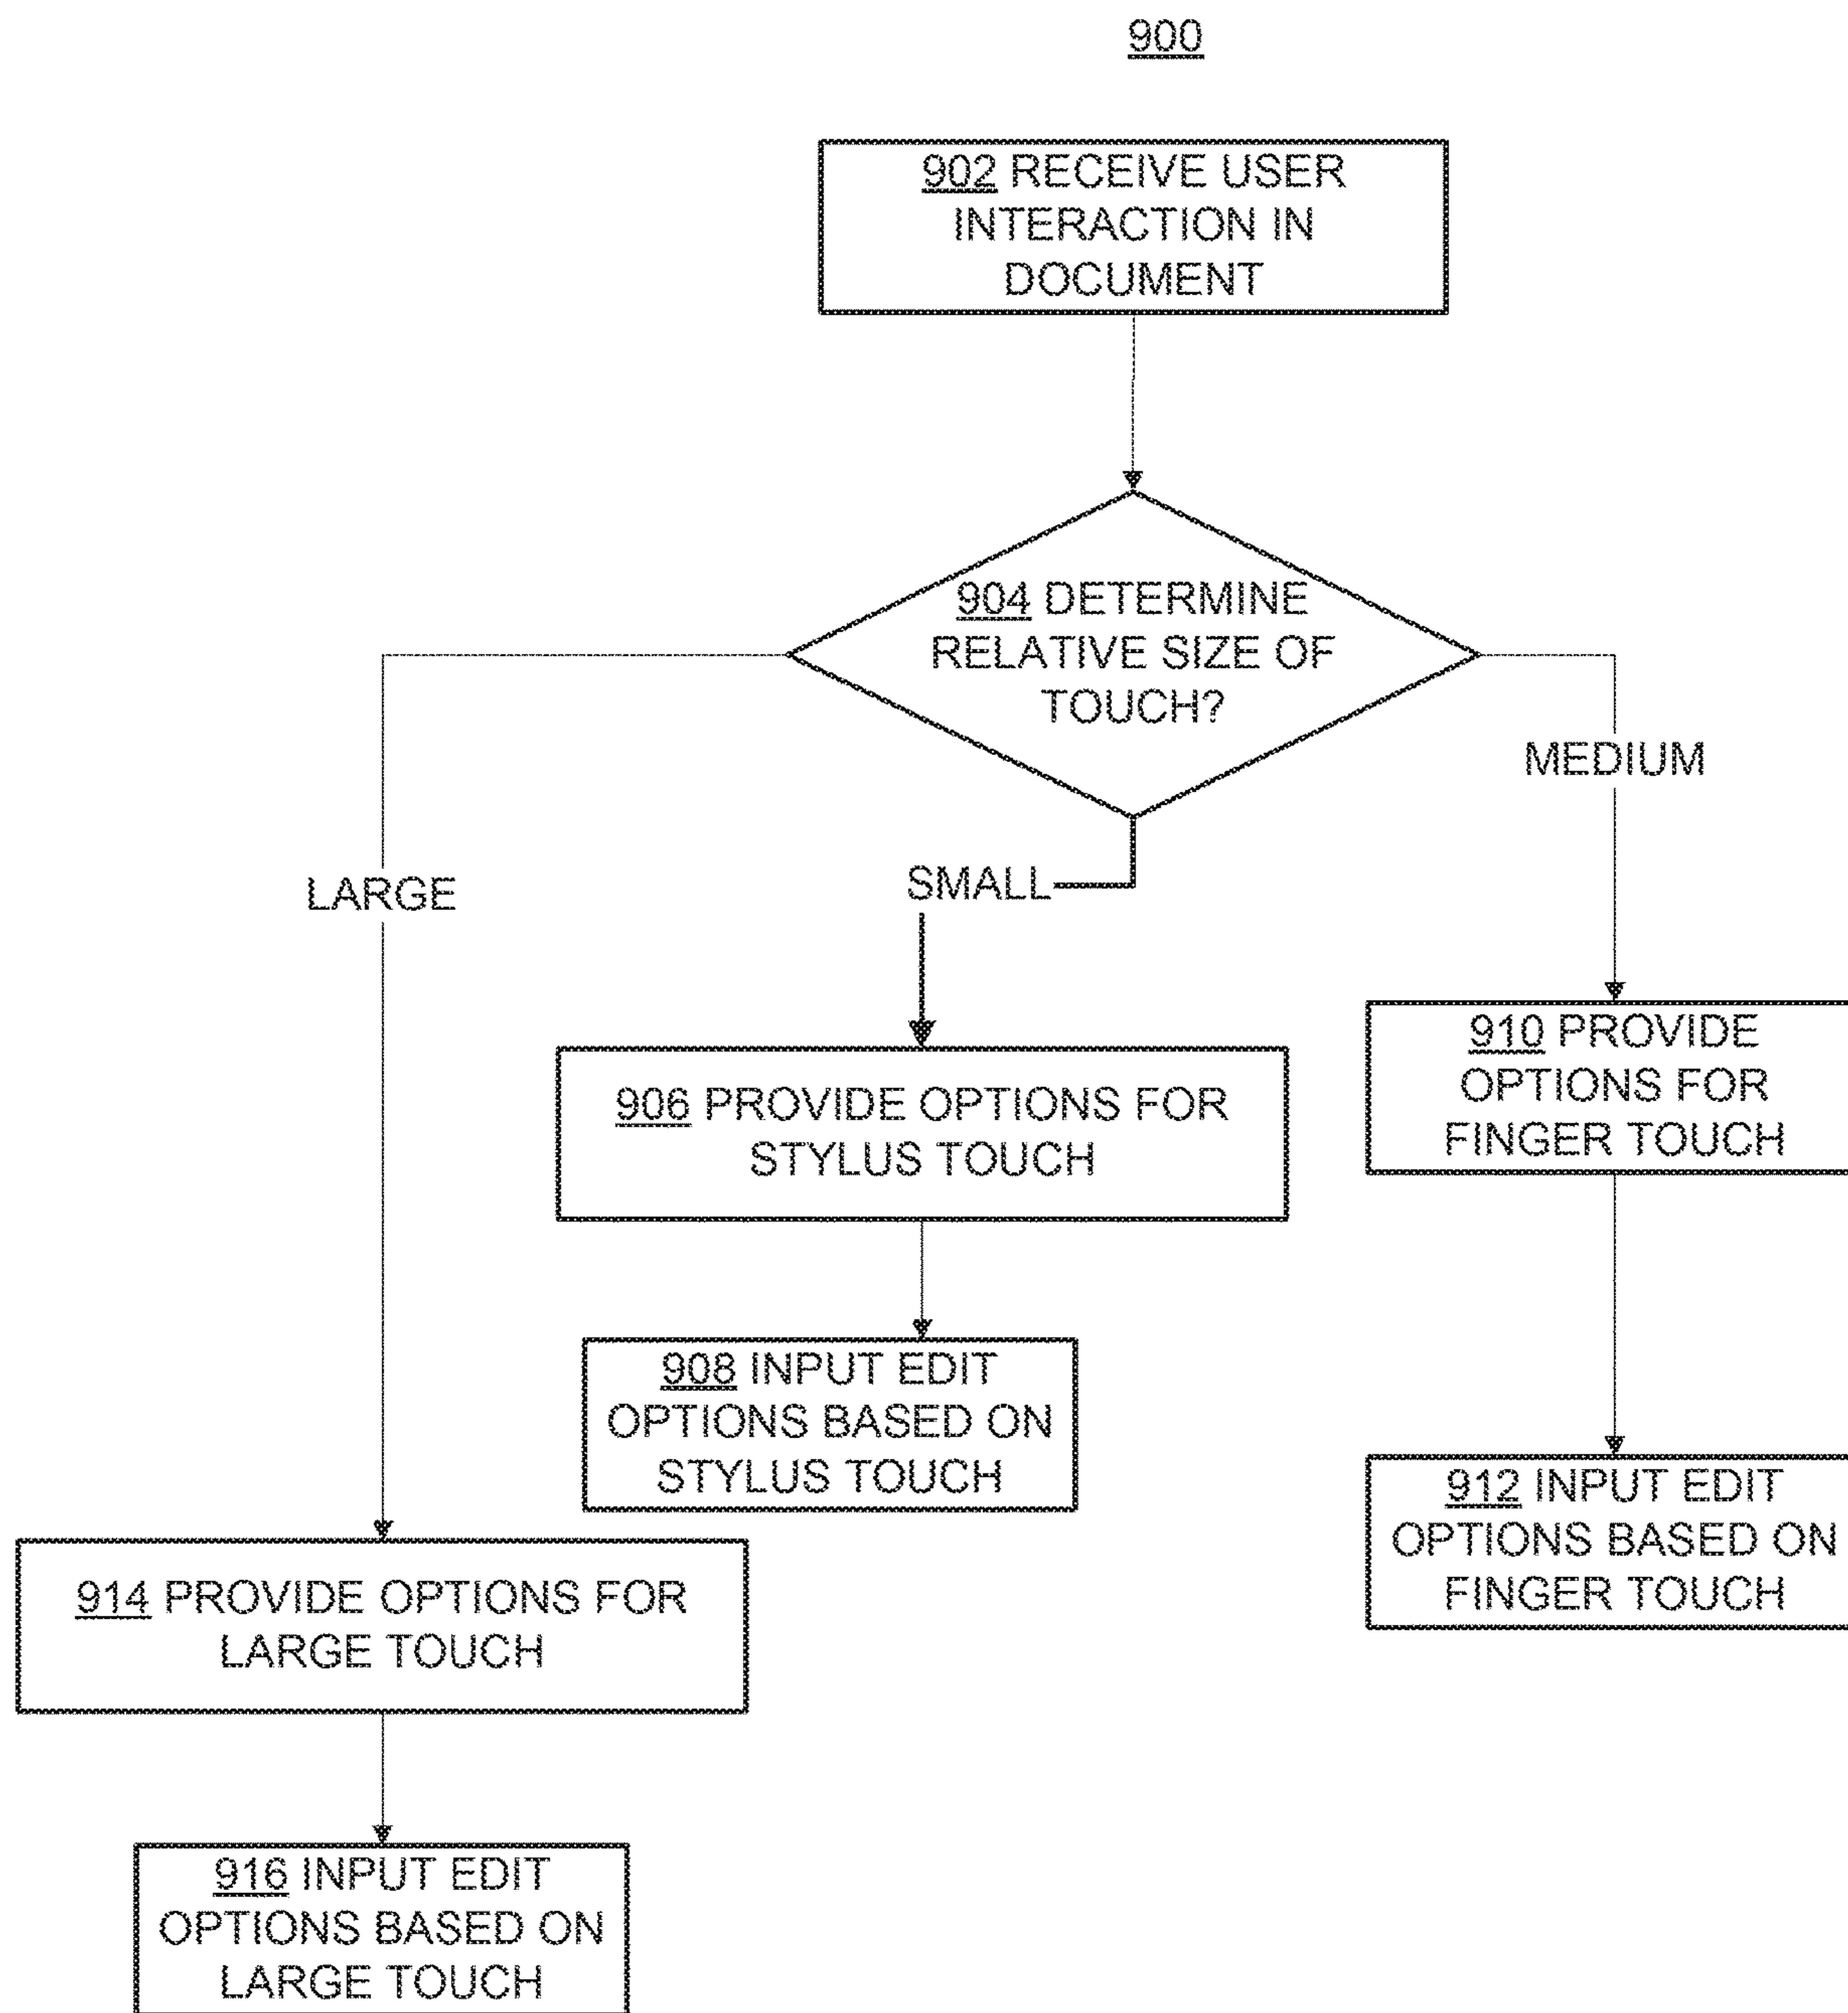 900
902 RECEIVE USER
INTERACTION IN
DOCUMENT
904 DETERMINE
RELATIVE SIZE OF
TOUCH?
MEDIUM
LARGE
SMALL
906 PROVIDE OPTIONS FOR
STYLUS TOUCH
910 PROVIDE
OPTIONS FOR
FINGER TOUCH
908 INPUT EDIT
OPTIONS BASED ON
STYLUS TOUCH
912 INPUT EDIT
OPTIONS BASED ON
FINGER TOUCH
914 PROVIDE OPTIONS FOR
LARGE TOUCH
916 INPUT EDIT
OPTIONS BASED ON
LARGE TOUCH